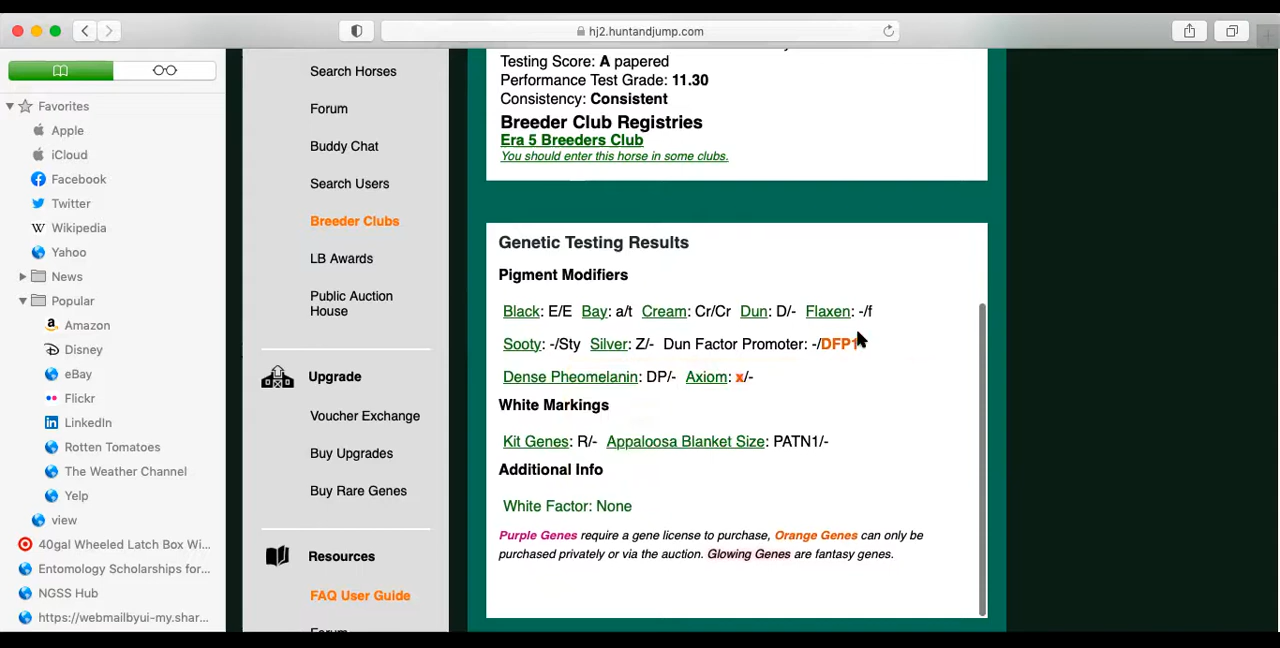 hj2.huntandjump.com
Favorites
Apple
iCloud
Facebook
Twitter
Wikipedia
Yahoo
News
Popular
Amazon
Disney
eBay
Flickr
LinkedIn
Rotten Tomatoes
The Weather Channel
Yelp
view
40gal Wheeled Latch Box Wi...
Entomology Scholarships for...
NGSS Hub
https://webmailbyui-my.shar...
Search Horses
Forum
Buddy Chat
Search Users
Breeder Clubs
LB Awards
Public Auction
House
Upgrade
Voucher Exchange
Buy Upgrades
Buy Rare Genes
Resources
FAQ User Guide
Testing Score: A papered
Performance Test Grade: 11.30
Consistency: Consistent
Breeder Club Registries
Era 5 Breeders Club
You should enter this horse in some clubs.
Genetic Testing Results
Pigment Modifiers
Black: E/E Bay: a/t Cream: Cr/Cr Dun: D/- Flaxen: -/f
Sooty: -/Sty Silver: Z/- Dun Factor Promoter: -/DFP1
Dense Pheomelanin: DP/- Axiom: x/-
White Markings
Kit Genes: R/- Appaloosa Blanket Size: PATN1/-
Additional Info
White Factor: None
Purple Genes require a gene license to purchase, Orange Genes can only be
purchased privately or via the auction. Glowing Genes are fantasy genes.